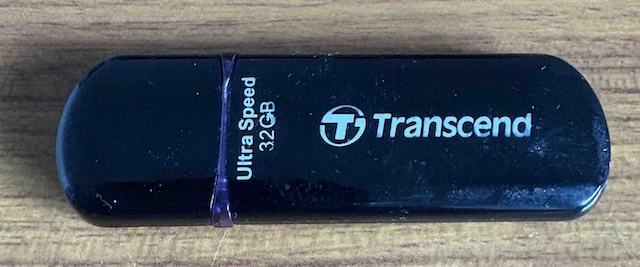 Ultra Speed
32GB
Transcend